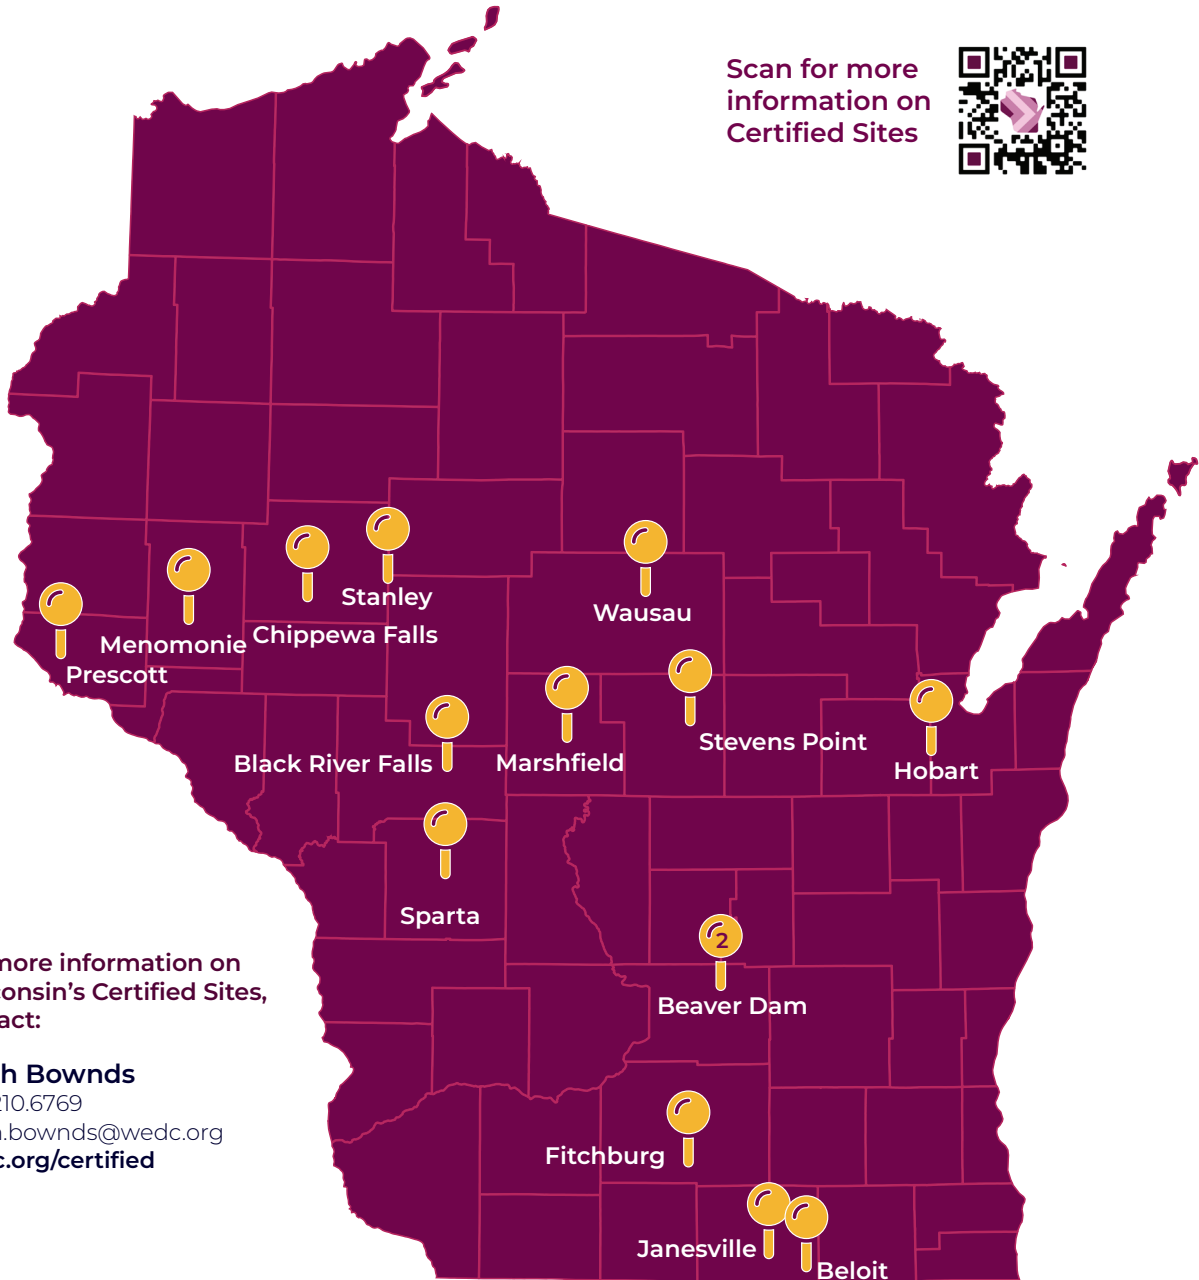 Scan for more
information on
Certified Sites
Stanley
Wausau
Menomonie
Chippewa Falls
Prescott
Stevens Point
Black River Falls
Marshfield
Hobart
Sparta
2
Beaver Dam
more information on
consin's Certified Sites,
act:
h Bownds
210.6769
.bownds@wedc.org
c.org/certified
Fitchburg
Janesville
Beloit